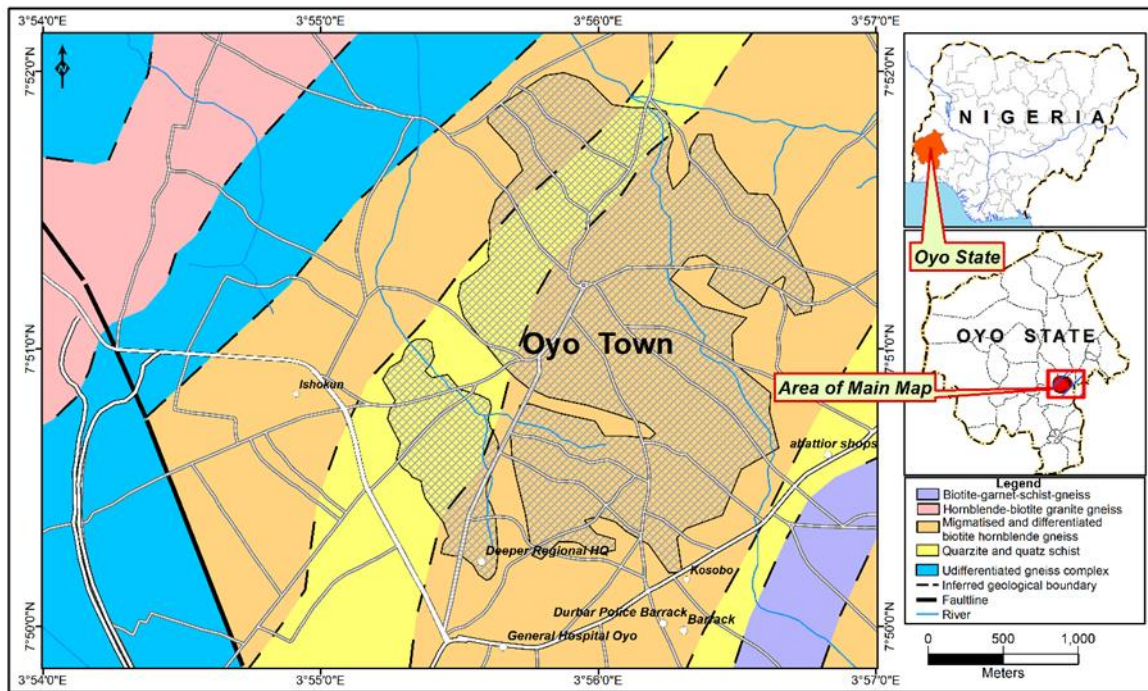 3°54'0"E
3°55'0"E
3°56'0"E
3°57'0"E
7°52'0"N
7°52'0"N
N
7°51'0"N
7°51'0"N
Oyo Town
Ishokun
abattior shops
Deeper Regional HQ
Kosobo
Durbar Police Barrack
Barrack
General Hospital Oyo
7°50'0"N
7°50'0"N
3°54'0"E
3°55'0"E
3°56'0"E
3°57'0"E
NIGERIA
Oyo State
OYO STATE
Area of Main Map
Legend
Biotite-garnet-schist-gneiss
Hornblende-biotite granite gneiss
Migmatised and differentiated
biotite hornblende gneiss
Quarzite and quatz schist
Udifferentiated gneiss complex
Inferred geological boundary
Faultline
River
0 500 1,000
Meters